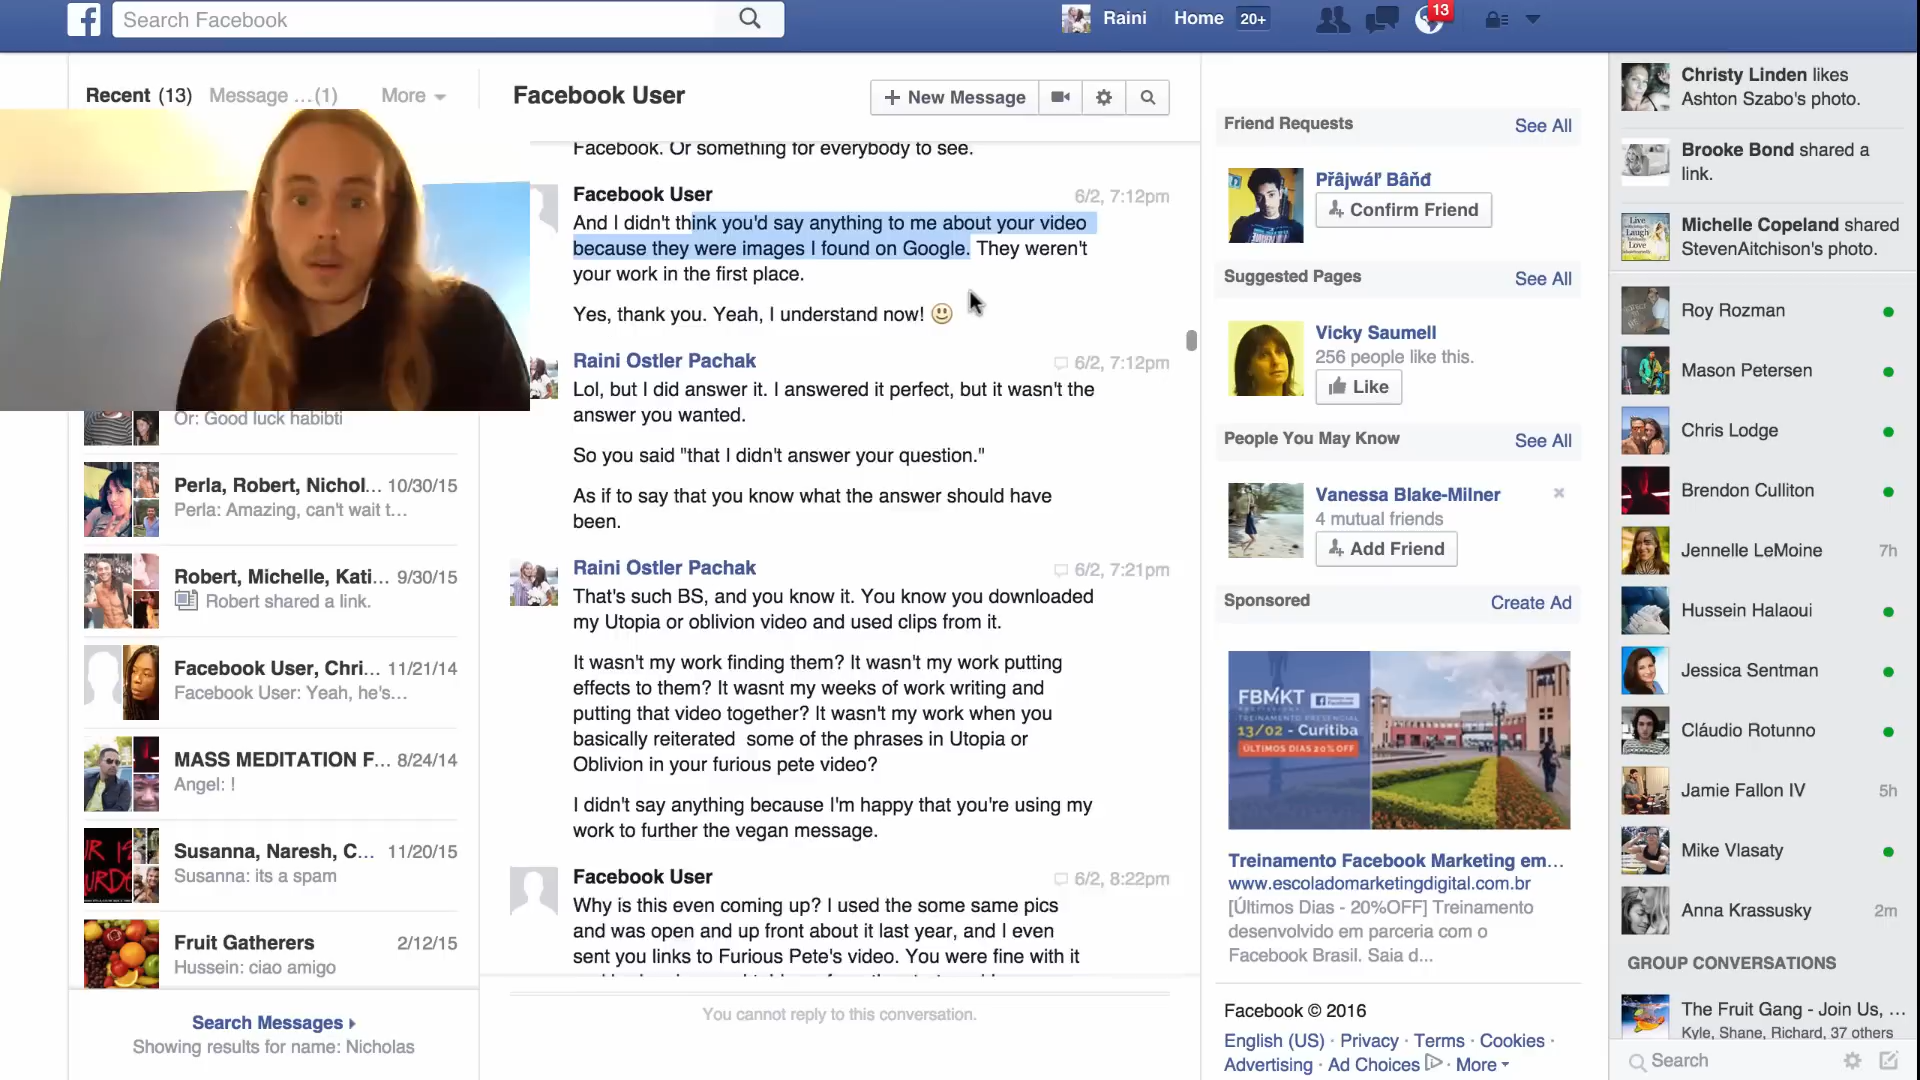 Search Facebook
Raini
Home 20+
13
Recent (13)
Message ...(1)
More
Or: Good luck habibti
Perla, Robert, Nichol... 10/30/15
Perla: Amazing, can't wait t...
Robert, Michelle, Kati... 9/30/15
Robert shared a link.
Facebook User, Chri... 11/21/14
Facebook User: Yeah, he's...
MASS MEDITATION F... 8/24/14
Angel: !
Susanna, Naresh, C... 11/20/15
Susanna: its a spam
Fruit Gatherers 2/12/15
Hussein: ciao amigo
Search Messages
Showing results for name: Nicholas
Facebook User
+ New Message
Facebook. Or something for everybody to see.
Facebook User 6/2, 7:12pm
And I didn't think you'd say anything to me about your video
because they were images I found on Google. They weren't
your work in the first place.
Yes, thank you. Yeah, I understand now!
Raini Ostler Pachak 6/2, 7:12pm
Lol, but I did answer it. I answered it perfect, but it wasn't the
answer you wanted.
So you said "that I didn't answer your question."
As if to say that you know what the answer should have
been.
Raini Ostler Pachak 6/2, 7:21pm
That's such BS, and you know it. You know you downloaded
my Utopia or oblivion video and used clips from it.
It wasn't my work finding them? It wasn't my work putting
effects to them? It wasnt my weeks of work writing and
putting that video together? It wasn't my work when you
basically reiterated some of the phrases in Utopia or
Oblivion in your furious pete video?
I didn't say anything because I'm happy that you're using my
work to further the vegan message.
Facebook User 6/2, 8:22pm
Why is this even coming up? I used the some same pics
and was open and up front about it last year, and I even
sent you links to Furious Pete's video. You were fine with it
You cannot reply to this conversation.
Friend Requests See All
Přâjwáľ Bâňđ
Confirm Friend
Suggested Pages See All
Vicky Saumell
256 people like this.
Like
People You May Know See All
Vanessa Blake-Milner
4 mutual friends
Add Friend
Sponsored Create Ad
FBMKT
TREINAMENTO PRESENCIAL
13/02 - Curitiba
ÚLTIMOS DIAS 20% OFF
Treinamento Facebook Marketing em...
www.escoladomarketingdigital.com.br
[Últimos Dias - 20%OFF] Treinamento
desenvolvido em parceria com o
Facebook Brasil. Saia d...
Facebook © 2016
English (US) · Privacy · Terms · Cookies ·
Advertising · Ad Choices · More
Christy Linden likes
Ashton Szabo's photo.
Brooke Bond shared a
link.
Michelle Copeland shared
StevenAitchison's photo.
Live
Laugh
Love
Roy Rozman
Mason Petersen
Chris Lodge
Brendon Culliton
Jennelle LeMoine 7h
Hussein Halaoui
Jessica Sentman
Cláudio Rotunno
Jamie Fallon IV 5h
Mike Vlasaty
Anna Krassusky 2m
GROUP CONVERSATIONS
The Fruit Gang - Join Us, ...
Kyle, Shane, Richard, 37 others
Search